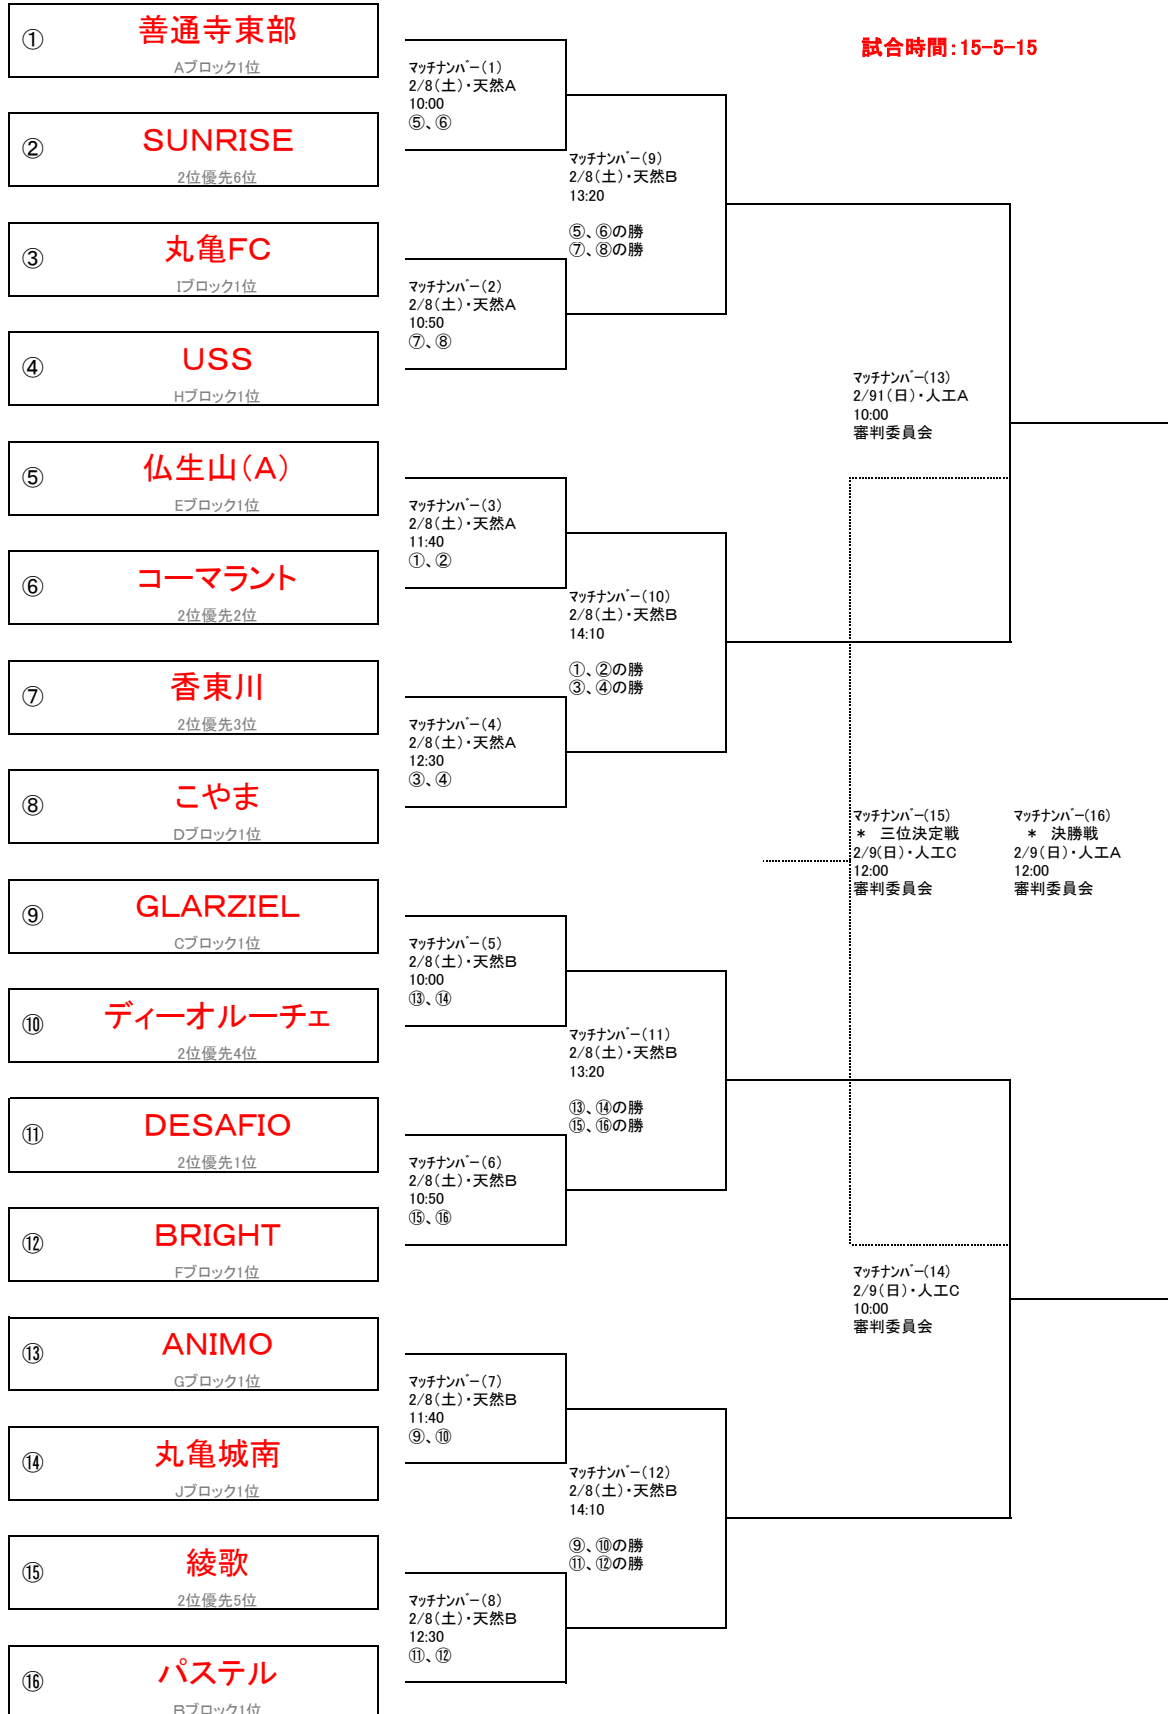 試合時間：15-5-15
① 善通寺東部
Aブロック1位
② SUNRISE
2位優先6位
③ 丸亀FC
Iブロック1位
④ USS
Hブロック1位
⑤ 仏生山（A）
Eブロック1位
⑥ コーマラント
2位優先2位
⑦ 香東川
2位優先3位
⑧ こやま
Dブロック1位
⑨ GLARZIEL
Cブロック1位
⑩ ディーオルーチェ
2位優先4位
⑪ DESAFIO
2位優先1位
⑫ BRIGHT
Fブロック1位
⑬ ANIMO
Gブロック1位
⑭ 丸亀城南
Jブロック1位
⑮ 綾歌
2位優先5位
⑯ パステル
Bブロック1位
マッチナンバー（1）
2/8（土）・天然A
10:00
⑤、⑥
マッチナンバー（2）
2/8（土）・天然A
10:50
⑦、⑧
マッチナンバー（3）
2/8（土）・天然A
11:40
①、②
マッチナンバー（4）
2/8（土）・天然A
12:30
③、④
マッチナンバー（5）
2/8（土）・天然B
10:00
⑬、⑭
マッチナンバー（6）
2/8（土）・天然B
10:50
⑮、⑯
マッチナンバー（7）
2/8（土）・天然B
11:40
⑨、⑩
マッチナンバー（8）
2/8（土）・天然B
12:30
⑪、⑫
マッチナンバー（9）
2/8（土）・天然B
13:20
⑤、⑥の勝
⑦、⑧の勝
マッチナンバー（10）
2/8（土）・天然B
14:10
①、②の勝
③、④の勝
マッチナンバー（11）
2/8（土）・天然B
13:20
⑬、⑭の勝
⑮、⑯の勝
マッチナンバー（12）
2/8（土）・天然B
14:10
⑨、⑩の勝
⑪、⑫の勝
マッチナンバー(13)
2/91（日）・人工A
10:00
審判委員会
マッチナンバー(15)
＊ 三位決定戦
2/9(日)・人工C
12:00
審判委員会
マッチナンバー(16)
＊ 決勝戦
2/9（日）・人工A
12:00
審判委員会
マッチナンバー(14)
2/9（日）・人工C
10:00
審判委員会